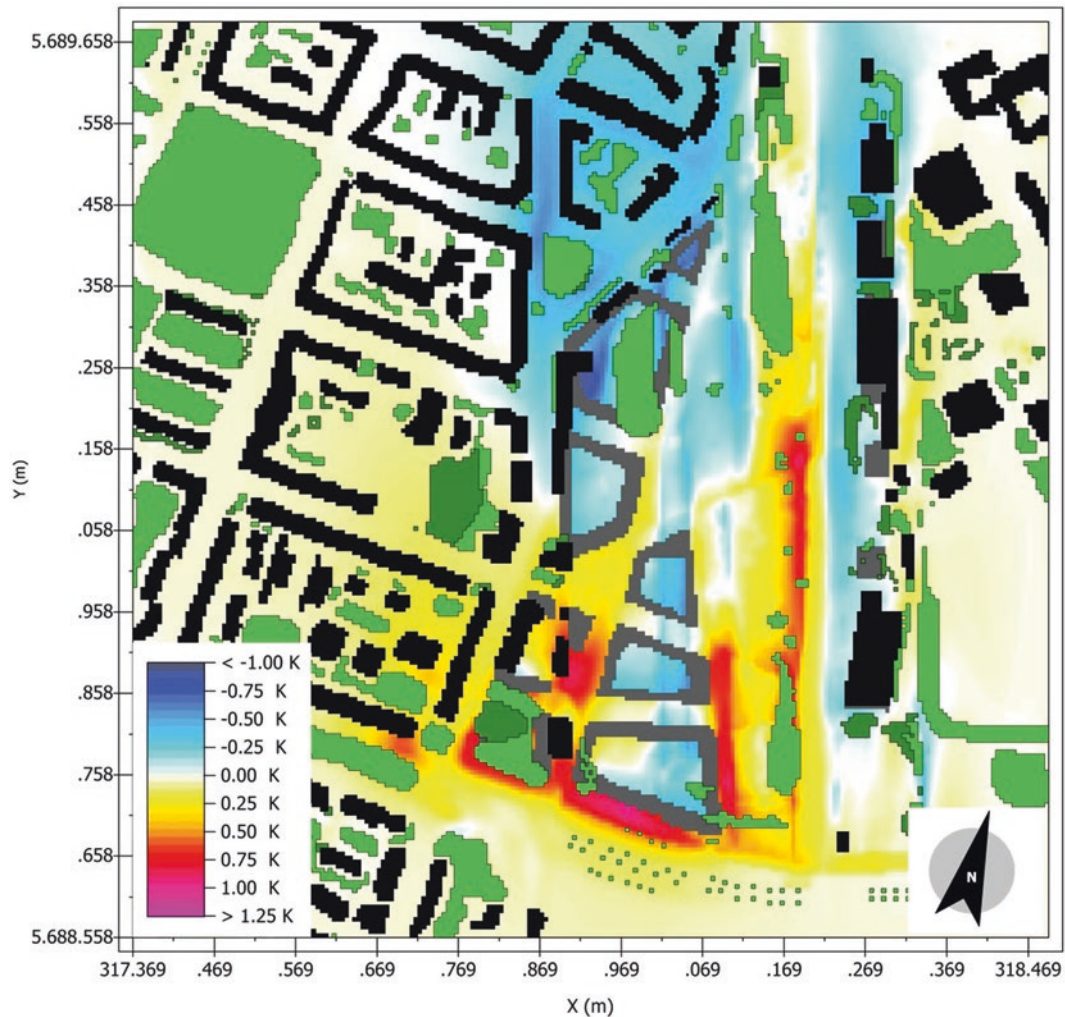 5.689.658
.558
.458
.358
.258
.158
.058
.958
.858
.758
.658
5.688.558
Y (m)
< -1.00 K
-0.75 K
-0.50 K
-0.25 K
0.00 K
0.25 K
0.50 K
0.75 K
1.00 K
> 1.25 K
N
317.369 .469 .569 .669 .769 .869 .969 .069 .169 .269 .369 318.469
X (m)